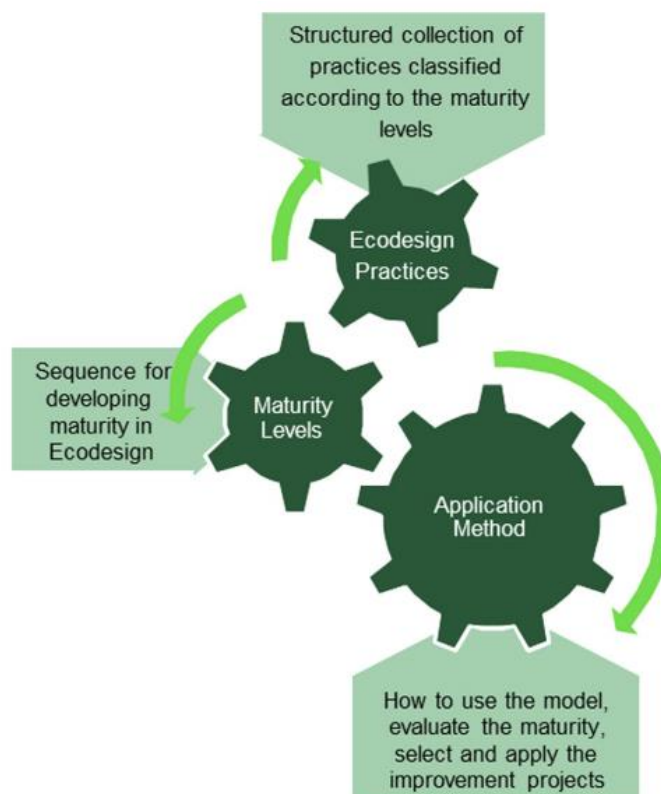 Structured collection of
practices classified
according to the maturity
levels
Ecodesign
Practices
Sequence for
developing
maturity in
Ecodesign
Maturity
Levels
Application
Method
How to use the model,
evaluate the maturity,
select and apply the
improvement projects